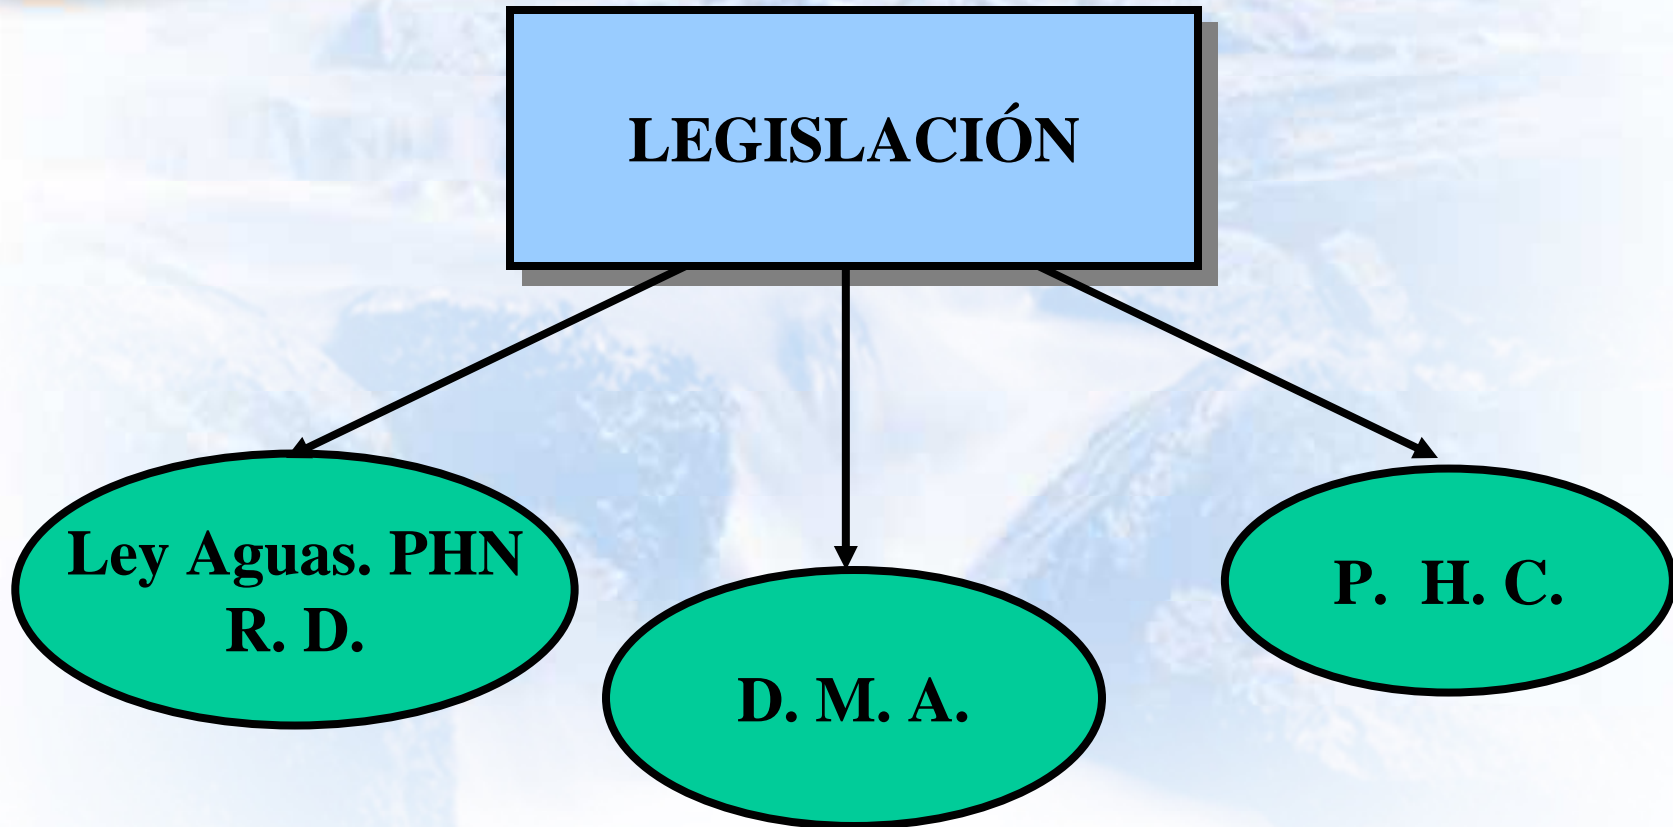 LEGISLACIÓN
Ley Aguas. PHN
R. D.
D. M. A.
P. H. C.